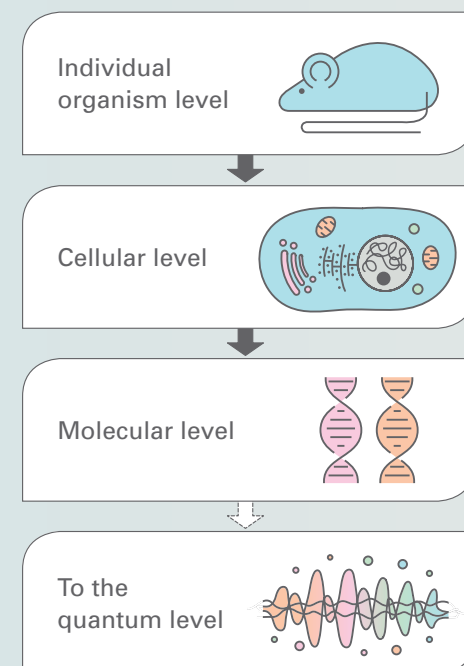 Individual
organism level
Cellular level
Molecular level
To the
quantum level